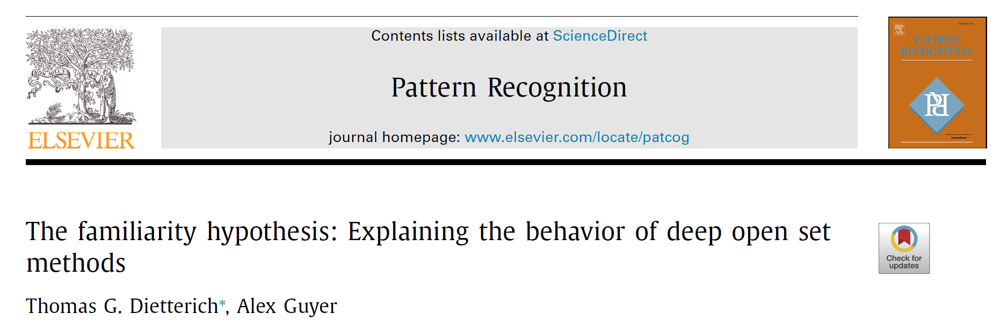 Contents lists available at ScienceDirect
Pattern Recognition
journal homepage: www.elsevier.com/locate/patcog
NON SOLUS
ELSEVIER
PATTERN
RECOGNITION
ScienceDirect
The familiarity hypothesis: Explaining the behavior of deep open set
methods
Check for
updates
Thomas G. Dietterich*, Alex Guyer